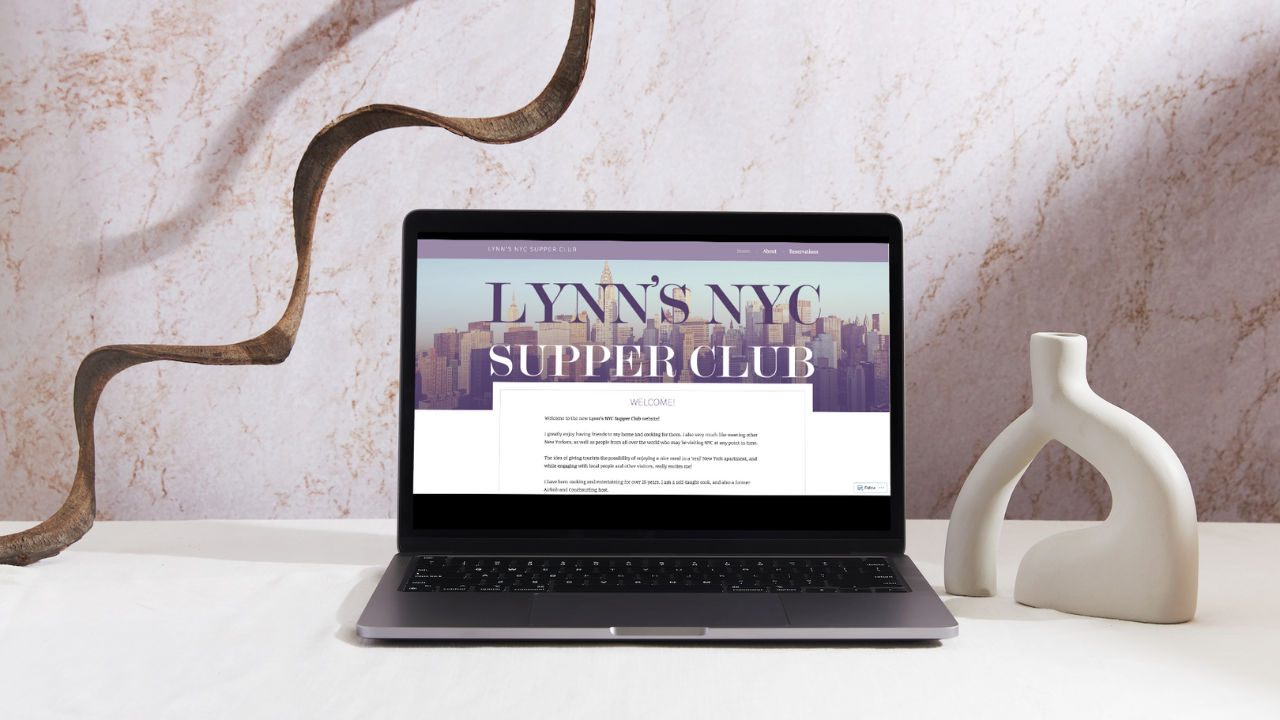 LYNN'S NYC SUPPER CLUB
Home About Reservations
LYNN'S NYC
SUPPER CLUB
WELCOME!
Welcome to the new Lynn's NYC Supper Club website!
I greatly enjoy having friends to my home and cooking for them. I also very much like meeting other
New Yorkers, as well as people from all over the world who may be visiting NYC at any point in time.
The idea of giving tourists the possibility of enjoying a nice meal in a 'real' New York apartment, and
while engaging with local people and other visitors, really excites me!
I have been cooking and entertaining for over 25 years. I am a self-taught cook, and also a former
Airbnb and Couchsurfing host.
Follow ...